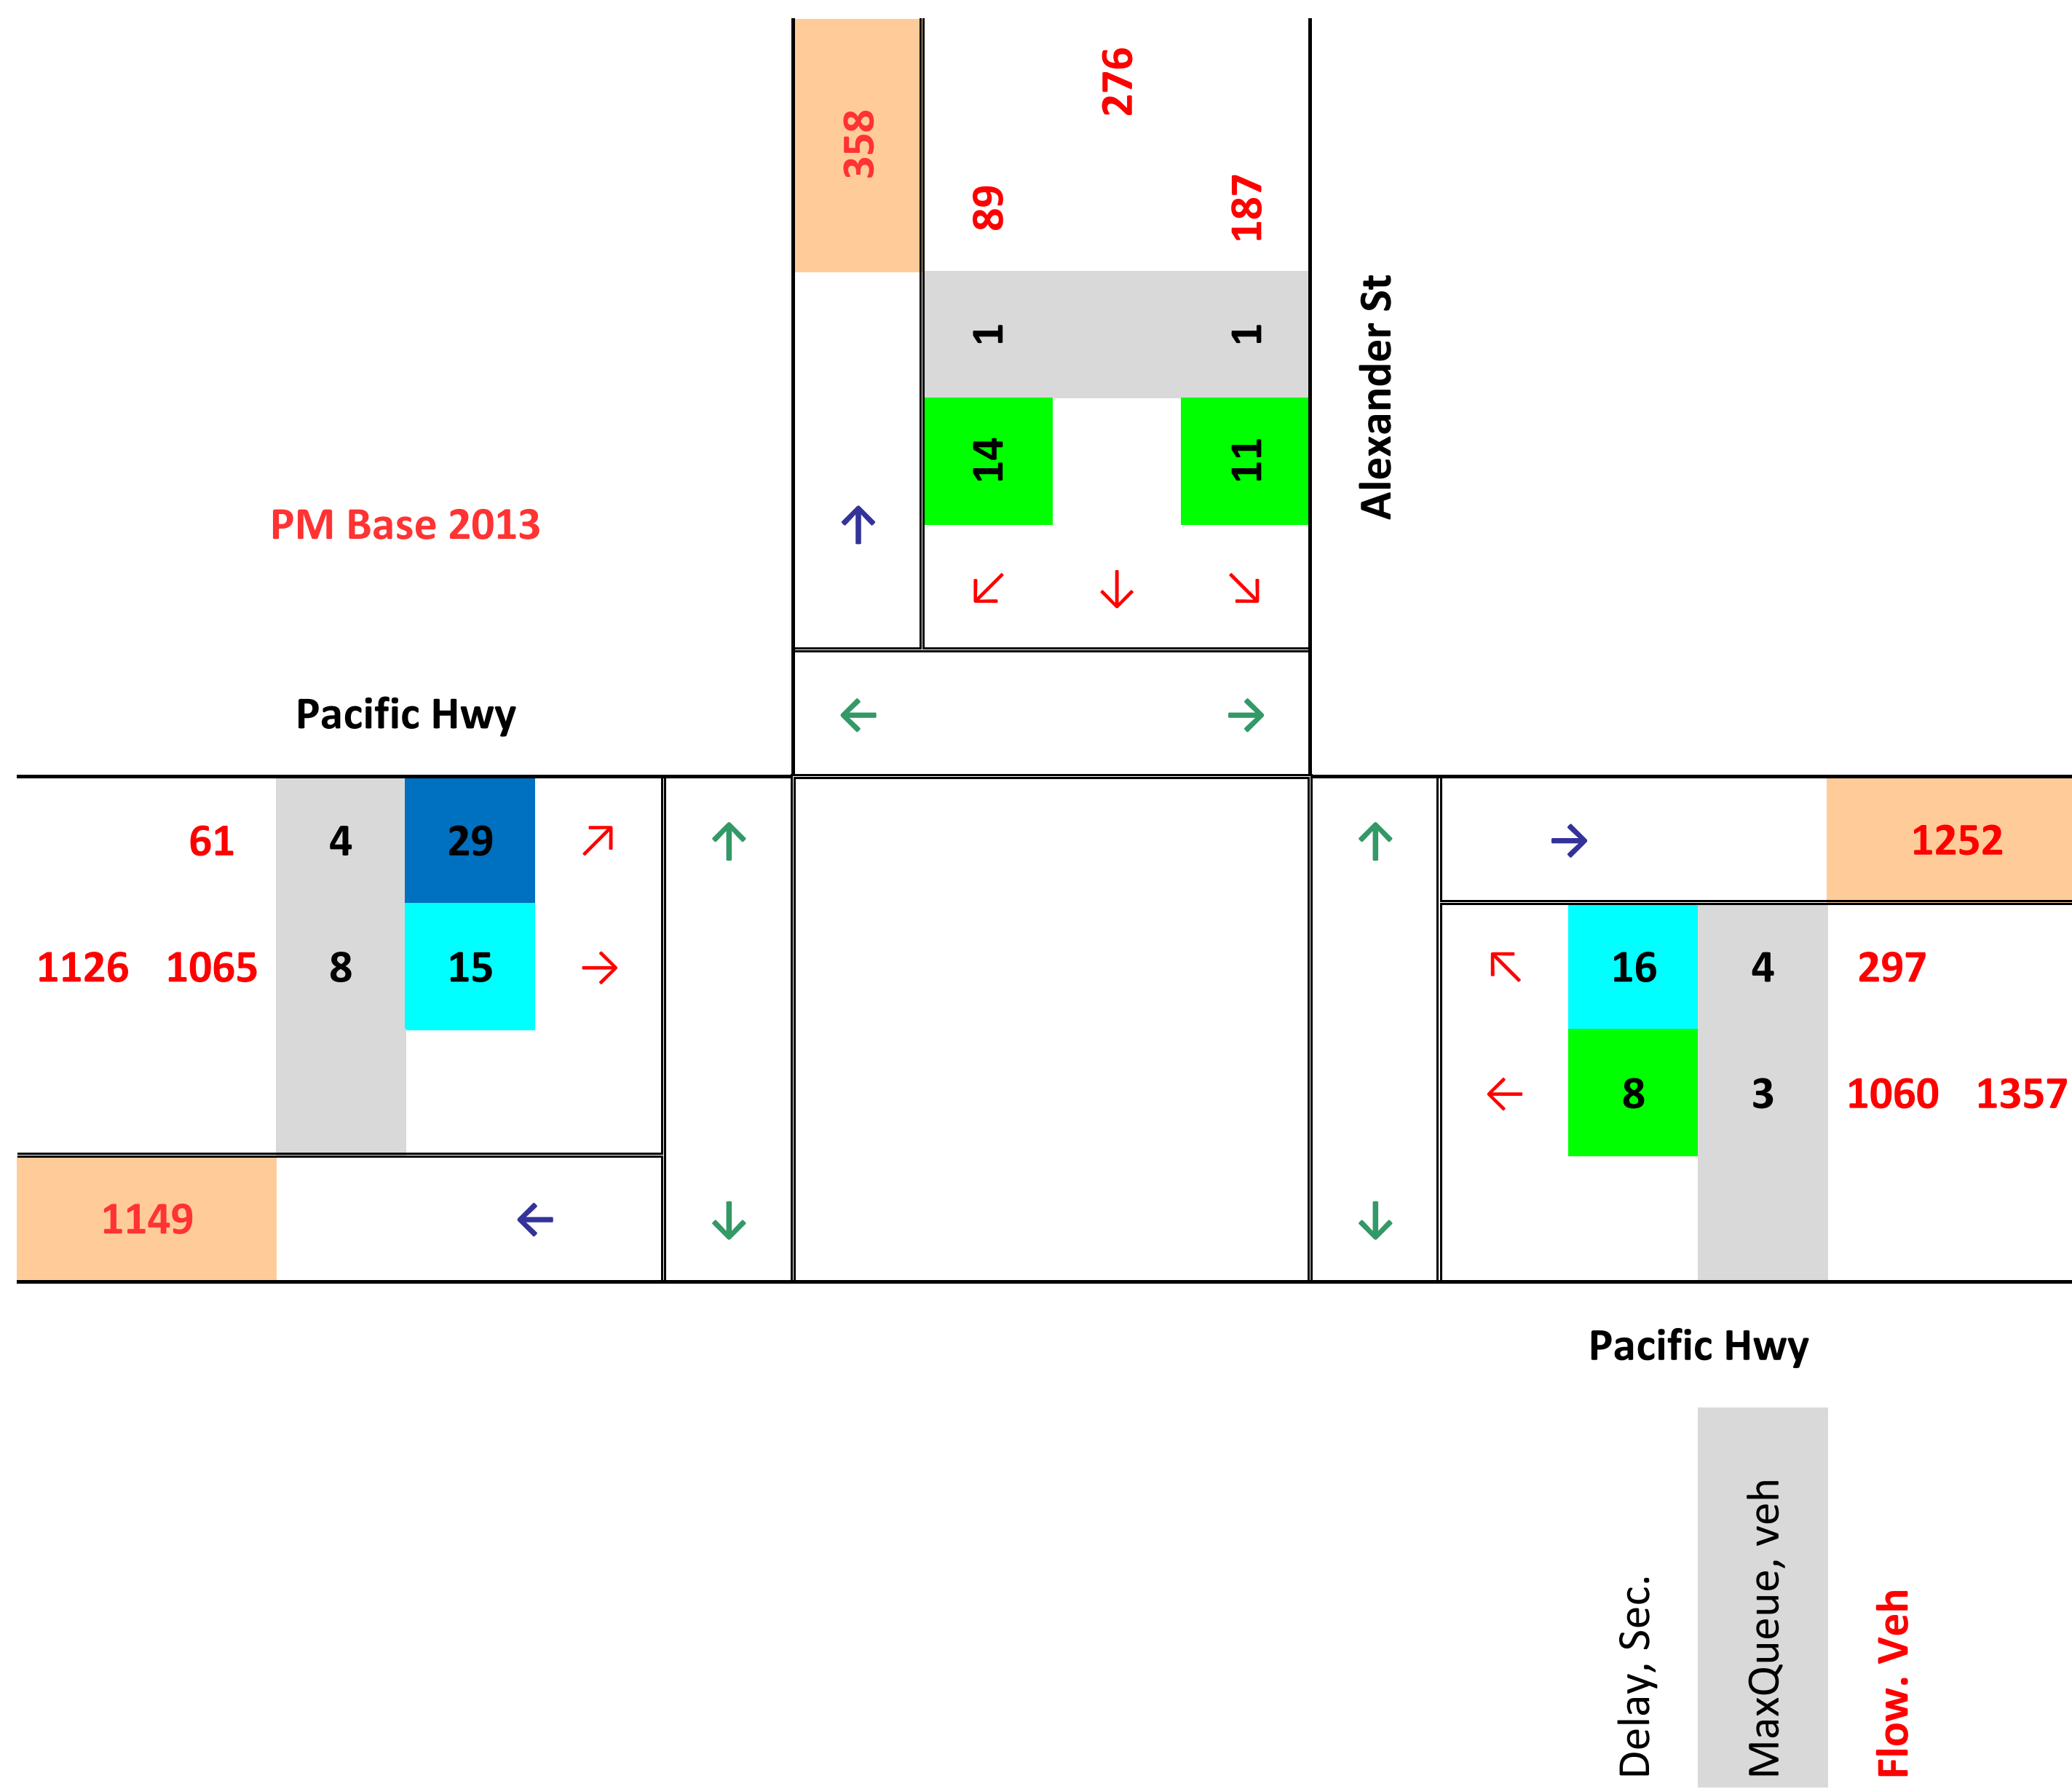 276
358
89
187
1
1
14
11
Alexander St
PM Base 2013
Pacific Hwy
61 4 29
1126 1065 8 15
1149
1252
16 4 297
8 3 1060 1357
Pacific Hwy
Delay, Sec.
MaxQueue, veh
Flow. Veh